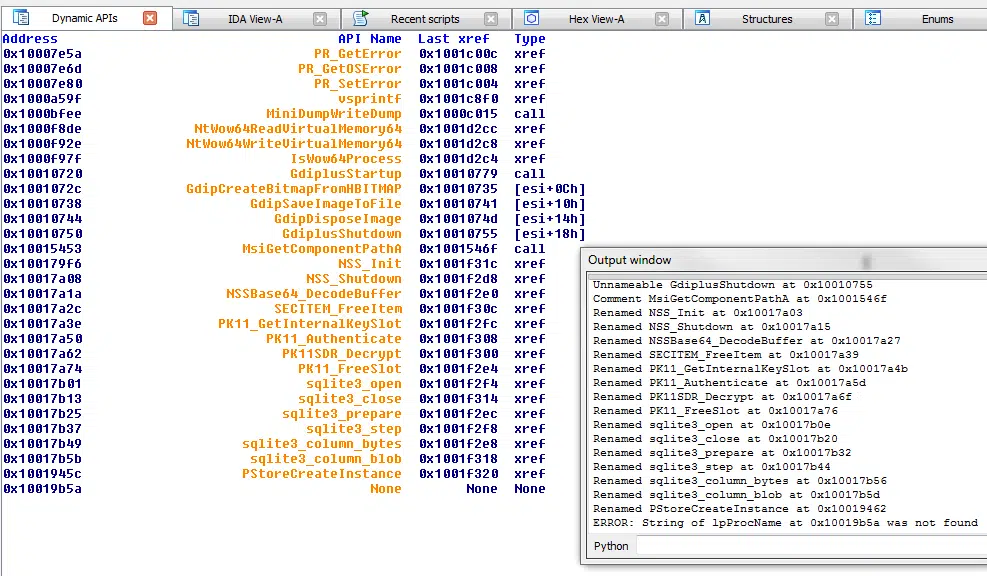 Dynamic APIs IDA View-A Recent scripts Hex View-A Structures Enums
Address API Name Last xref Type
0x10007e5a PR_GetError 0x1001c00c xref
0x10007e6d PR_GetOSError 0x1001c008 xref
0x10007e80 PR_SetError 0x1001c004 xref
0x1000a59f vsprintf 0x1001c8f0 xref
0x1000bfee MiniDumpWriteDump 0x1000c015 call
0x1000f8de NtWow64ReadVirtualMemory64 0x1001d2cc xref
0x1000f92e NtWow64WriteVirtualMemory64 0x1001d2c8 xref
0x1000f97f IsWow64Process 0x1001d2c4 xref
0x10010720 GdiplusStartup 0x10010779 call
0x1001072c GdipCreateBitmapFromHBITMAP 0x10010735 [esi+0Ch]
0x10010738 GdipSaveImageToFile 0x10010741 [esi+10h]
0x10010744 GdipDisposeImage 0x1001074d [esi+14h]
0x10010750 GdiplusShutdown 0x10010755 [esi+18h]
0x10015453 MsiGetComponentPathA 0x1001546f call
0x100179f6 NSS_Init 0x1001f31c xref
0x10017a08 NSS_Shutdown 0x1001f2d8 xref
0x10017a1a NSSBase64_DecodeBuffer 0x1001f2e0 xref
0x10017a2c SECITEM_FreeItem 0x1001f30c xref
0x10017a3e PK11_GetInternalKeySlot 0x1001f2fc xref
0x10017a50 PK11_Authenticate 0x1001f308 xref
0x10017a62 PK11SDR_Decrypt 0x1001f300 xref
0x10017a74 PK11_FreeSlot 0x1001f2e4 xref
0x10017b01 sqlite3_open 0x1001f2f4 xref
0x10017b13 sqlite3_close 0x1001f314 xref
0x10017b25 sqlite3_prepare 0x1001f2ec xref
0x10017b37 sqlite3_step 0x1001f2f8 xref
0x10017b49 sqlite3_column_bytes 0x1001f2e8 xref
0x10017b5b sqlite3_column_blob 0x1001f318 xref
0x1001945c PStoreCreateInstance 0x1001f320 xref
0x10019b5a None None None
Output window
Unnameable GdiplusShutdown at 0x10010755
Comment MsiGetComponentPathA at 0x1001546f
Renamed NSS_Init at 0x10017a03
Renamed NSS_Shutdown at 0x10017a15
Renamed NSSBase64_DecodeBuffer at 0x10017a27
Renamed SECITEM_FreeItem at 0x10017a39
Renamed PK11_GetInternalKeySlot at 0x10017a4b
Renamed PK11_Authenticate at 0x10017a5d
Renamed PK11SDR_Decrypt at 0x10017a6f
Renamed PK11_FreeSlot at 0x10017a76
Renamed sqlite3_open at 0x10017b0e
Renamed sqlite3_close at 0x10017b20
Renamed sqlite3_prepare at 0x10017b32
Renamed sqlite3_step at 0x10017b44
Renamed sqlite3_column_bytes at 0x10017b56
Renamed sqlite3_column_blob at 0x10017b5d
Renamed PStoreCreateInstance at 0x10019462
ERROR: String of lpProcName at 0x10019b5a was not found
Python